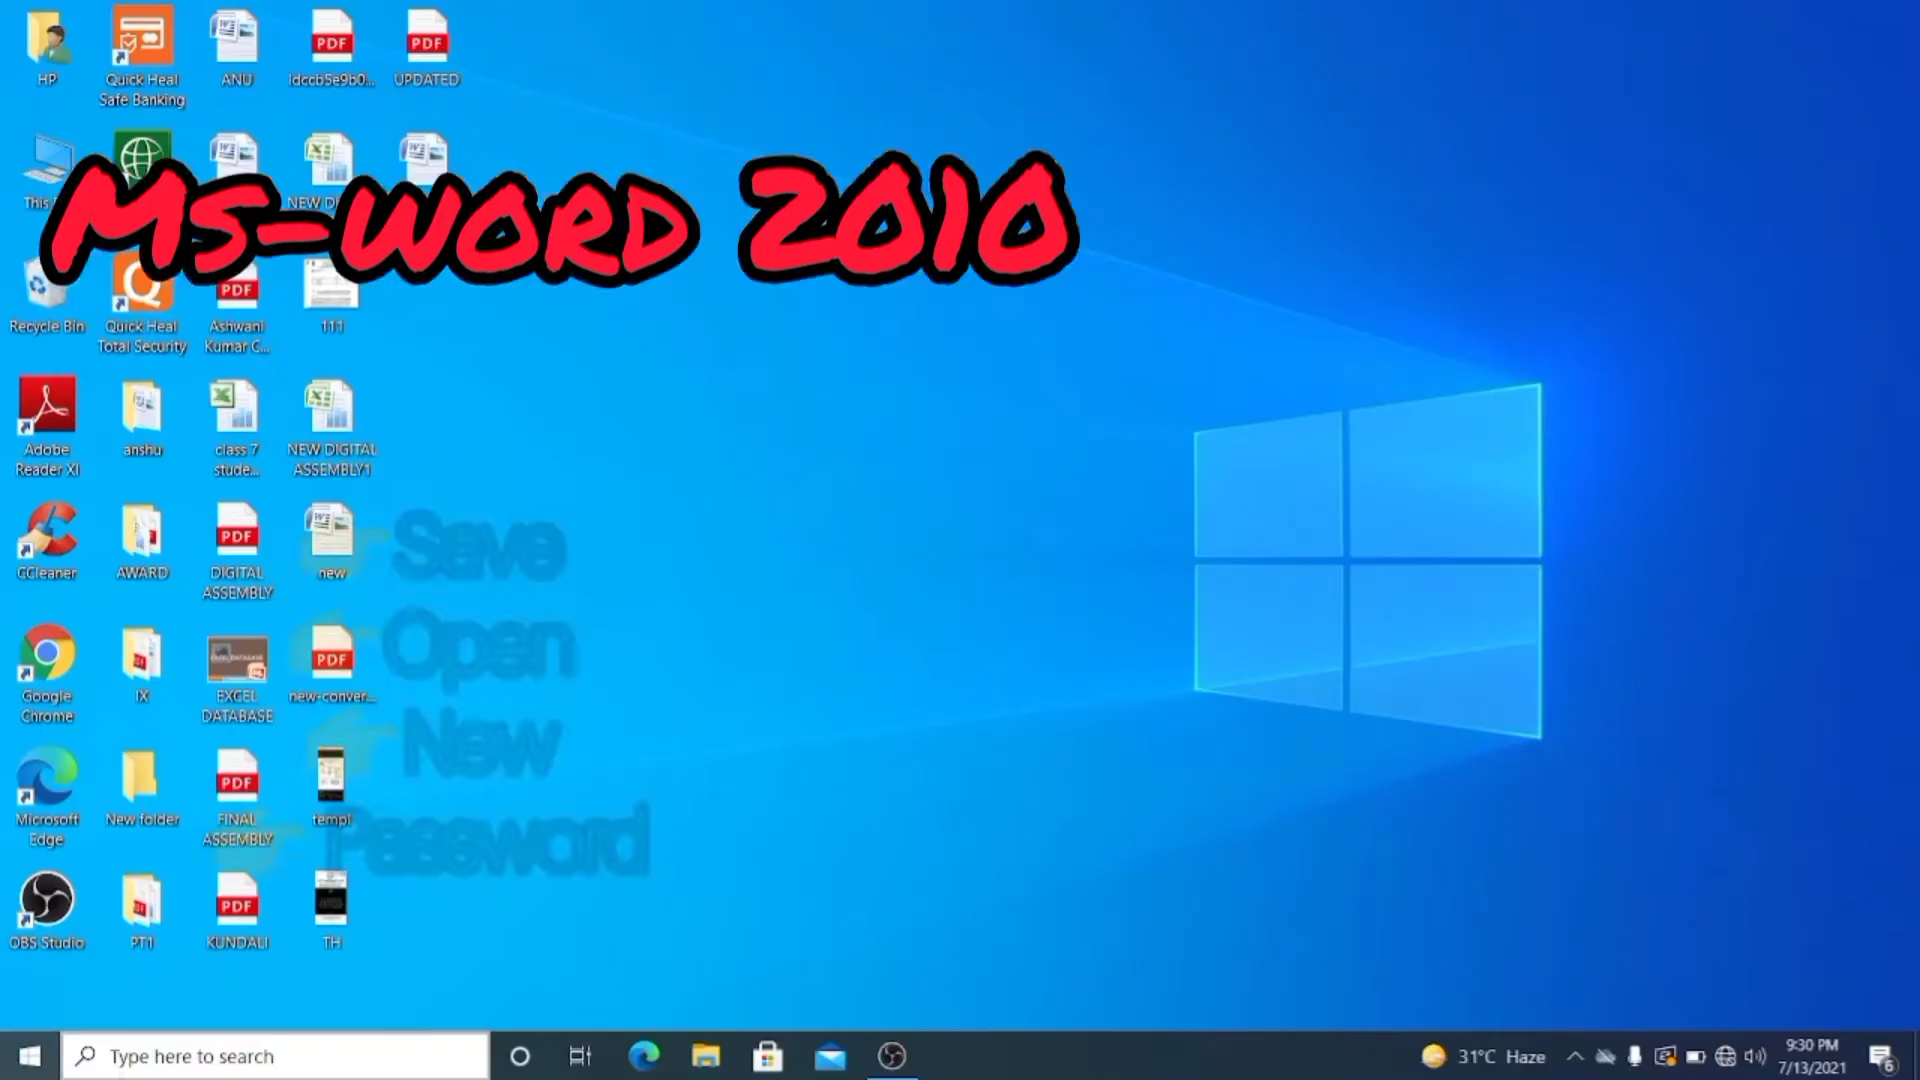 HP
Quick Heal
Safe Banking
ANU
UPDATED
This
NEW
Ms-word 2010
Recycle Bin
Quick Heal
Total Security
Ashwani
Kumar C...
111
Adobe
Reader XI
anshu
class 7
stude...
NEW DIGITAL
ASSEMBLY1
CCleaner
AWARD
DIGITAL
ASSEMBLY
new
Save
Google
Chrome
IX
EXCEL
DATABASE
new-conver...
Open
New
Microsoft
Edge
New folder
FINAL
ASSEMBLY
templ
Password
OBS Studio
PT1
KUNDALI
TH
Type here to search
31°C Haze
9:30 PM
7/13/2021
6